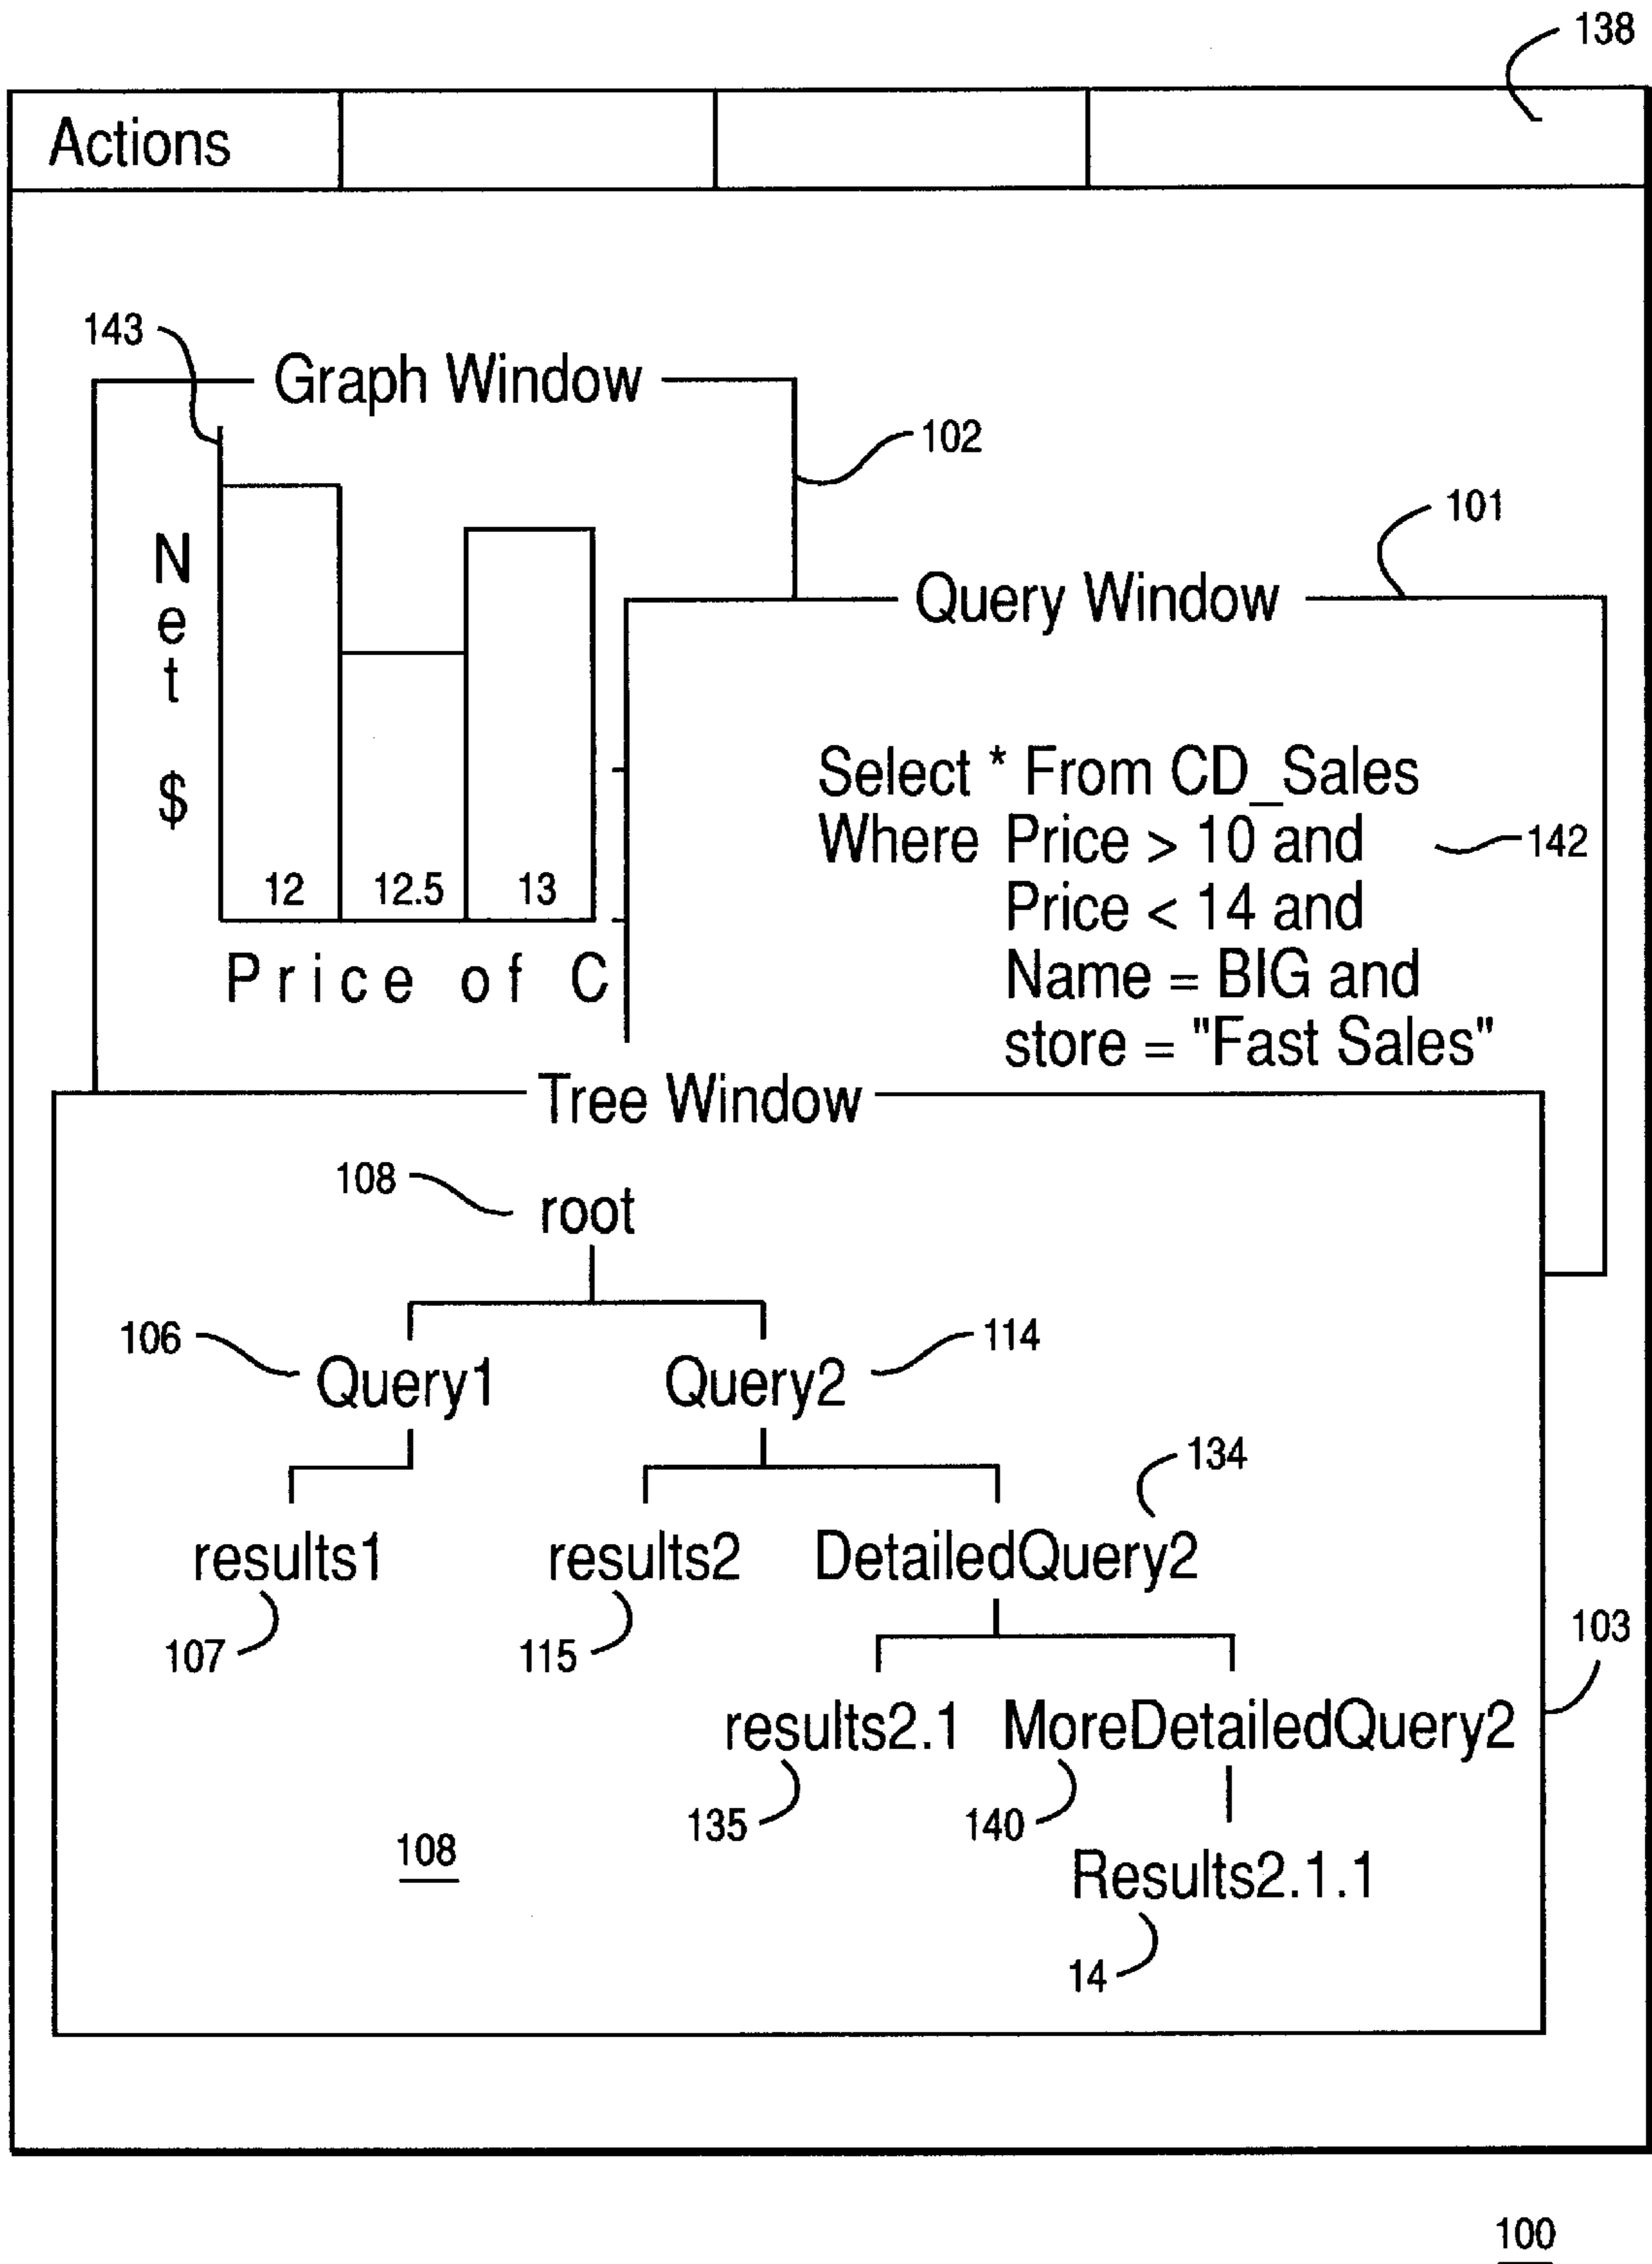 138
Actions
143
Graph Window
102
101
Query Window
Net $
12 12.5 13
Price of C
Select * From CD_Sales
Where Price > 10 and
142
Price < 14 and
Name = BIG and
store = "Fast Sales"
Tree Window
108
root
106
Query1
Query2
114
134
results1
results2
DetailedQuery2
107
115
103
results2.1
MoreDetailedQuery2
135
140
108
Results2.1.1
14
100